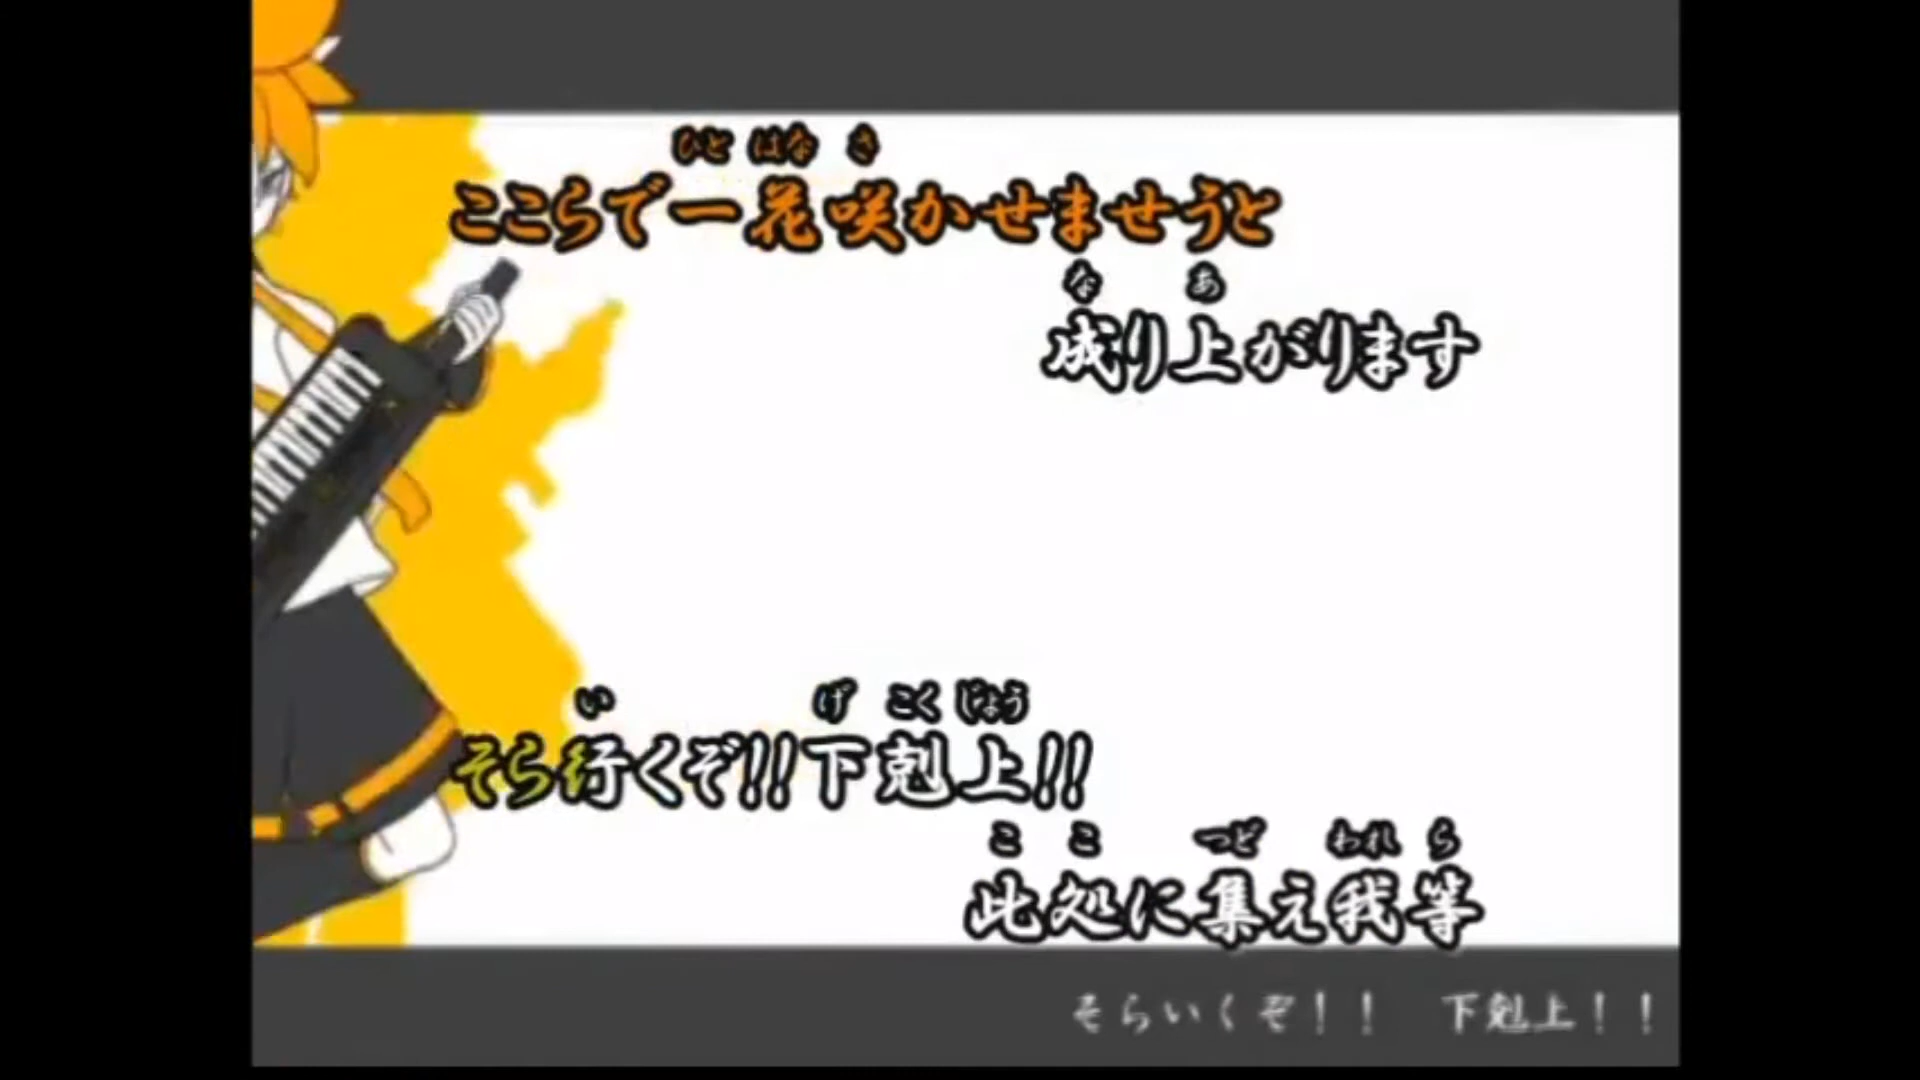 ひと はな さ
ここらで一花咲かせませうと
な あ
成り上がります
い げ こく じょう
そら行くぞ!!下剋上!!
こ こ つど われ ら
此処に集え我等
そらいくぞ！！ 下剋上！！